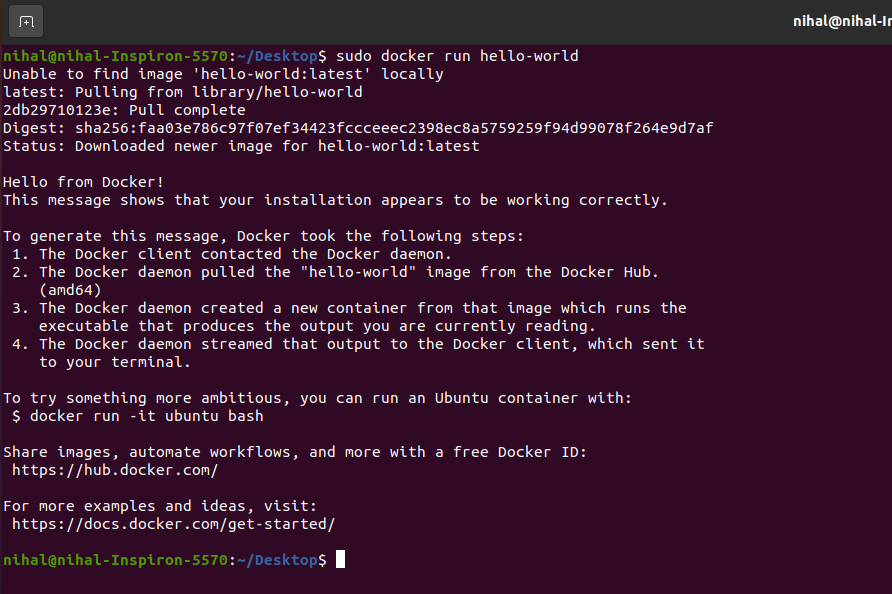 nihal@nihal-In
nihal@nihal-Inspiron-5570:~/Desktop$ sudo docker run hello-world
Unable to find image 'hello-world:latest' locally
latest: Pulling from library/hello-world
2db29710123e: Pull complete
Digest: sha256:faa03e786c97f07ef34423fccceeec2398ec8a5759259f94d99078f264e9d7af
Status: Downloaded newer image for hello-world:latest

Hello from Docker!
This message shows that your installation appears to be working correctly.

To generate this message, Docker took the following steps:
 1. The Docker client contacted the Docker daemon.
 2. The Docker daemon pulled the "hello-world" image from the Docker Hub.
    (amd64)
 3. The Docker daemon created a new container from that image which runs the
    executable that produces the output you are currently reading.
 4. The Docker daemon streamed that output to the Docker client, which sent it
    to your terminal.

To try something more ambitious, you can run an Ubuntu container with:
 $ docker run -it ubuntu bash

Share images, automate workflows, and more with a free Docker ID:
 https://hub.docker.com/

For more examples and ideas, visit:
 https://docs.docker.com/get-started/

nihal@nihal-Inspiron-5570:~/Desktop$